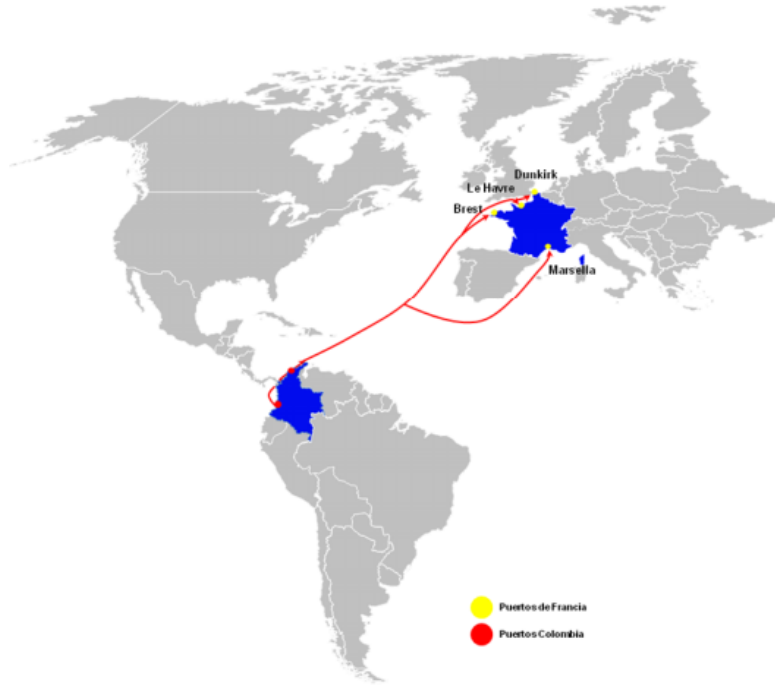 Dunkirk
Le Havre
Brest
Marsella
Puertos de Francia
Puertos Colombia